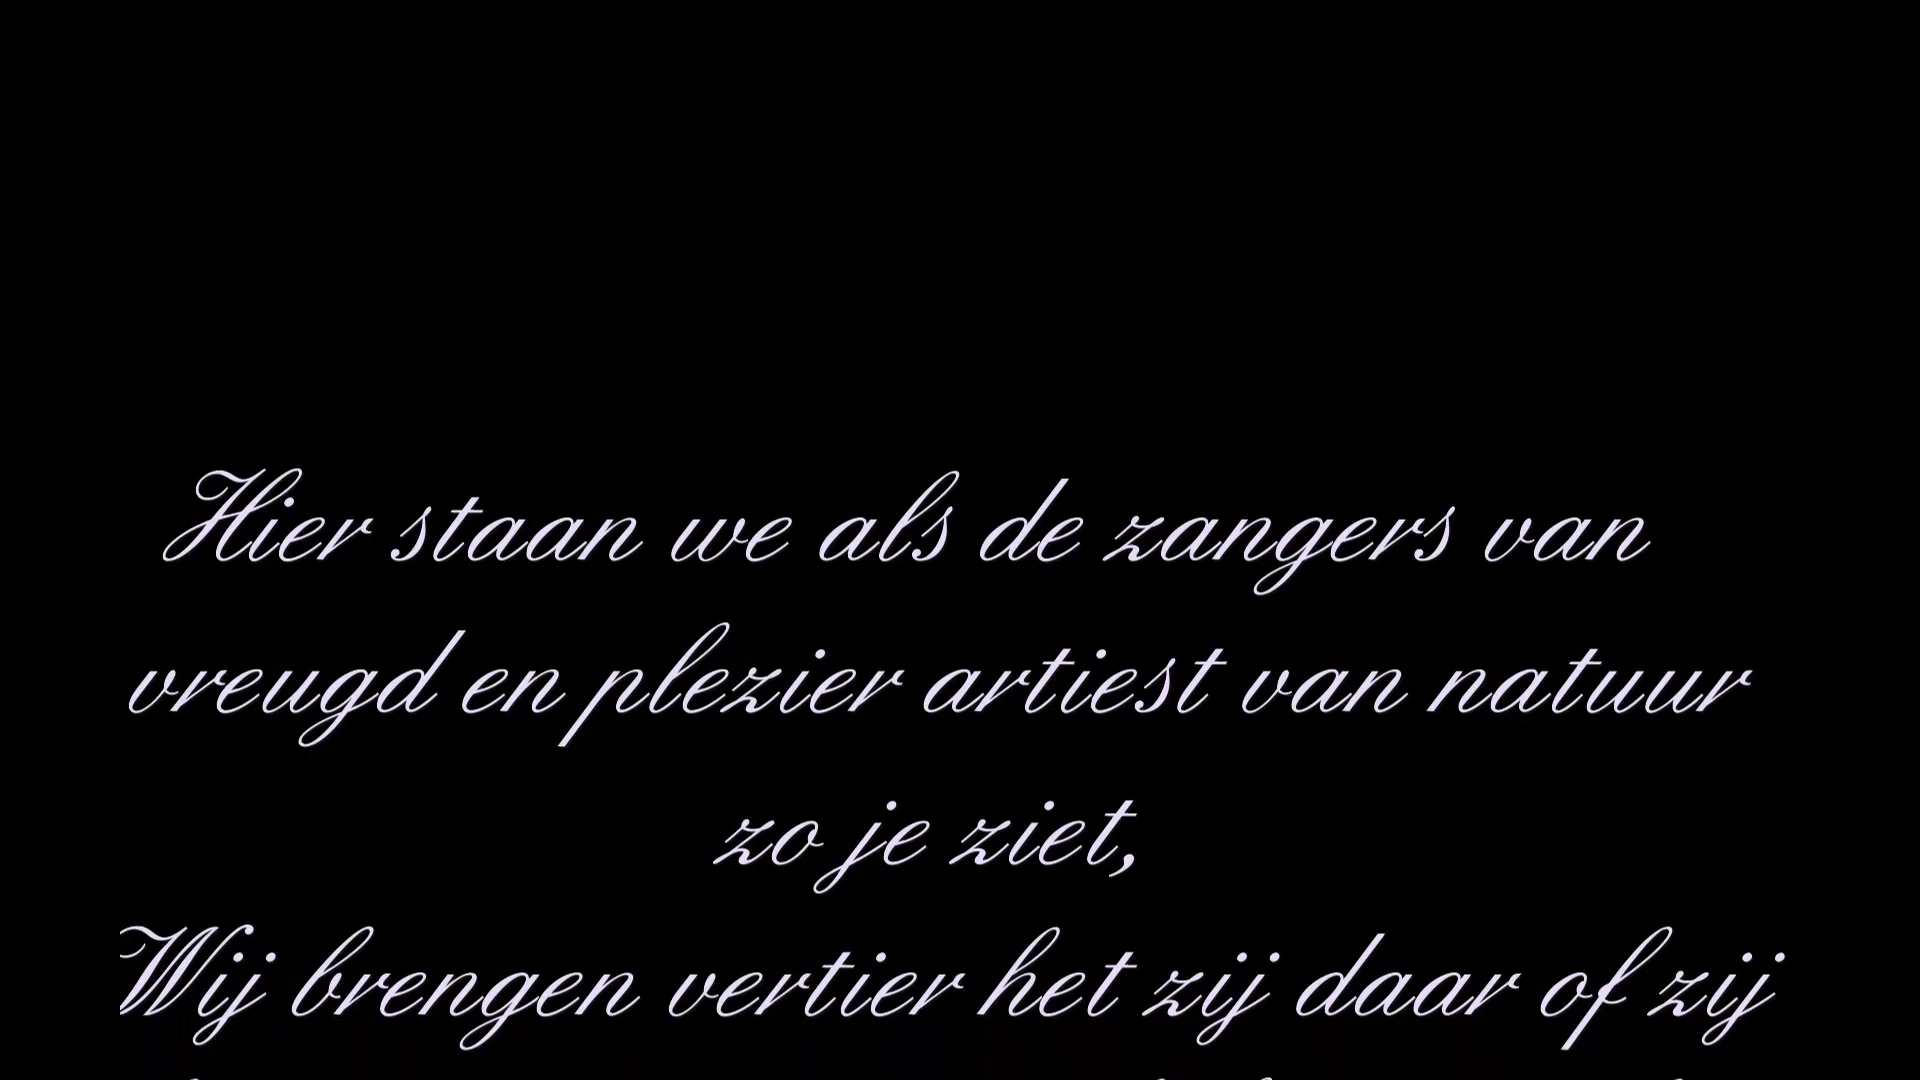 Hier staan we als de zangers van
vreugd en plezier artiest van natuur
zo je ziet,
Wij brengen vertier het zij daar of zij